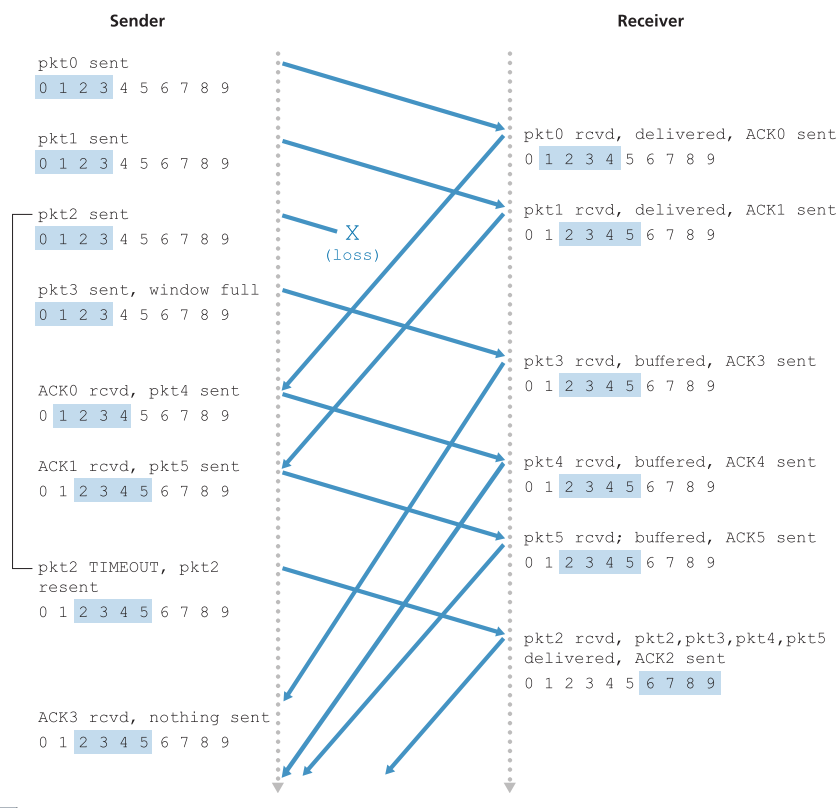 Sender
Receiver
pkt0 sent
0 1 2 3 4 5 6 7 8 9
pkt0 rcvd, delivered, ACK0 sent
0 1 2 3 4 5 6 7 8 9
pkt1 sent
0 1 2 3 4 5 6 7 8 9
pkt1 rcvd, delivered, ACK1 sent
0 1 2 3 4 5 6 7 8 9
pkt2 sent
0 1 2 3 4 5 6 7 8 9
X
(loss)
pkt3 sent, window full
0 1 2 3 4 5 6 7 8 9
pkt3 rcvd, buffered, ACK3 sent
0 1 2 3 4 5 6 7 8 9
ACK0 rcvd, pkt4 sent
0 1 2 3 4 5 6 7 8 9
pkt4 rcvd, buffered, ACK4 sent
0 1 2 3 4 5 6 7 8 9
ACK1 rcvd, pkt5 sent
0 1 2 3 4 5 6 7 8 9
pkt5 rcvd; buffered, ACK5 sent
0 1 2 3 4 5 6 7 8 9
pkt2 TIMEOUT, pkt2
resent
0 1 2 3 4 5 6 7 8 9
pkt2 rcvd, pkt2,pkt3,pkt4,pkt5
delivered, ACK2 sent
0 1 2 3 4 5 6 7 8 9
ACK3 rcvd, nothing sent
0 1 2 3 4 5 6 7 8 9